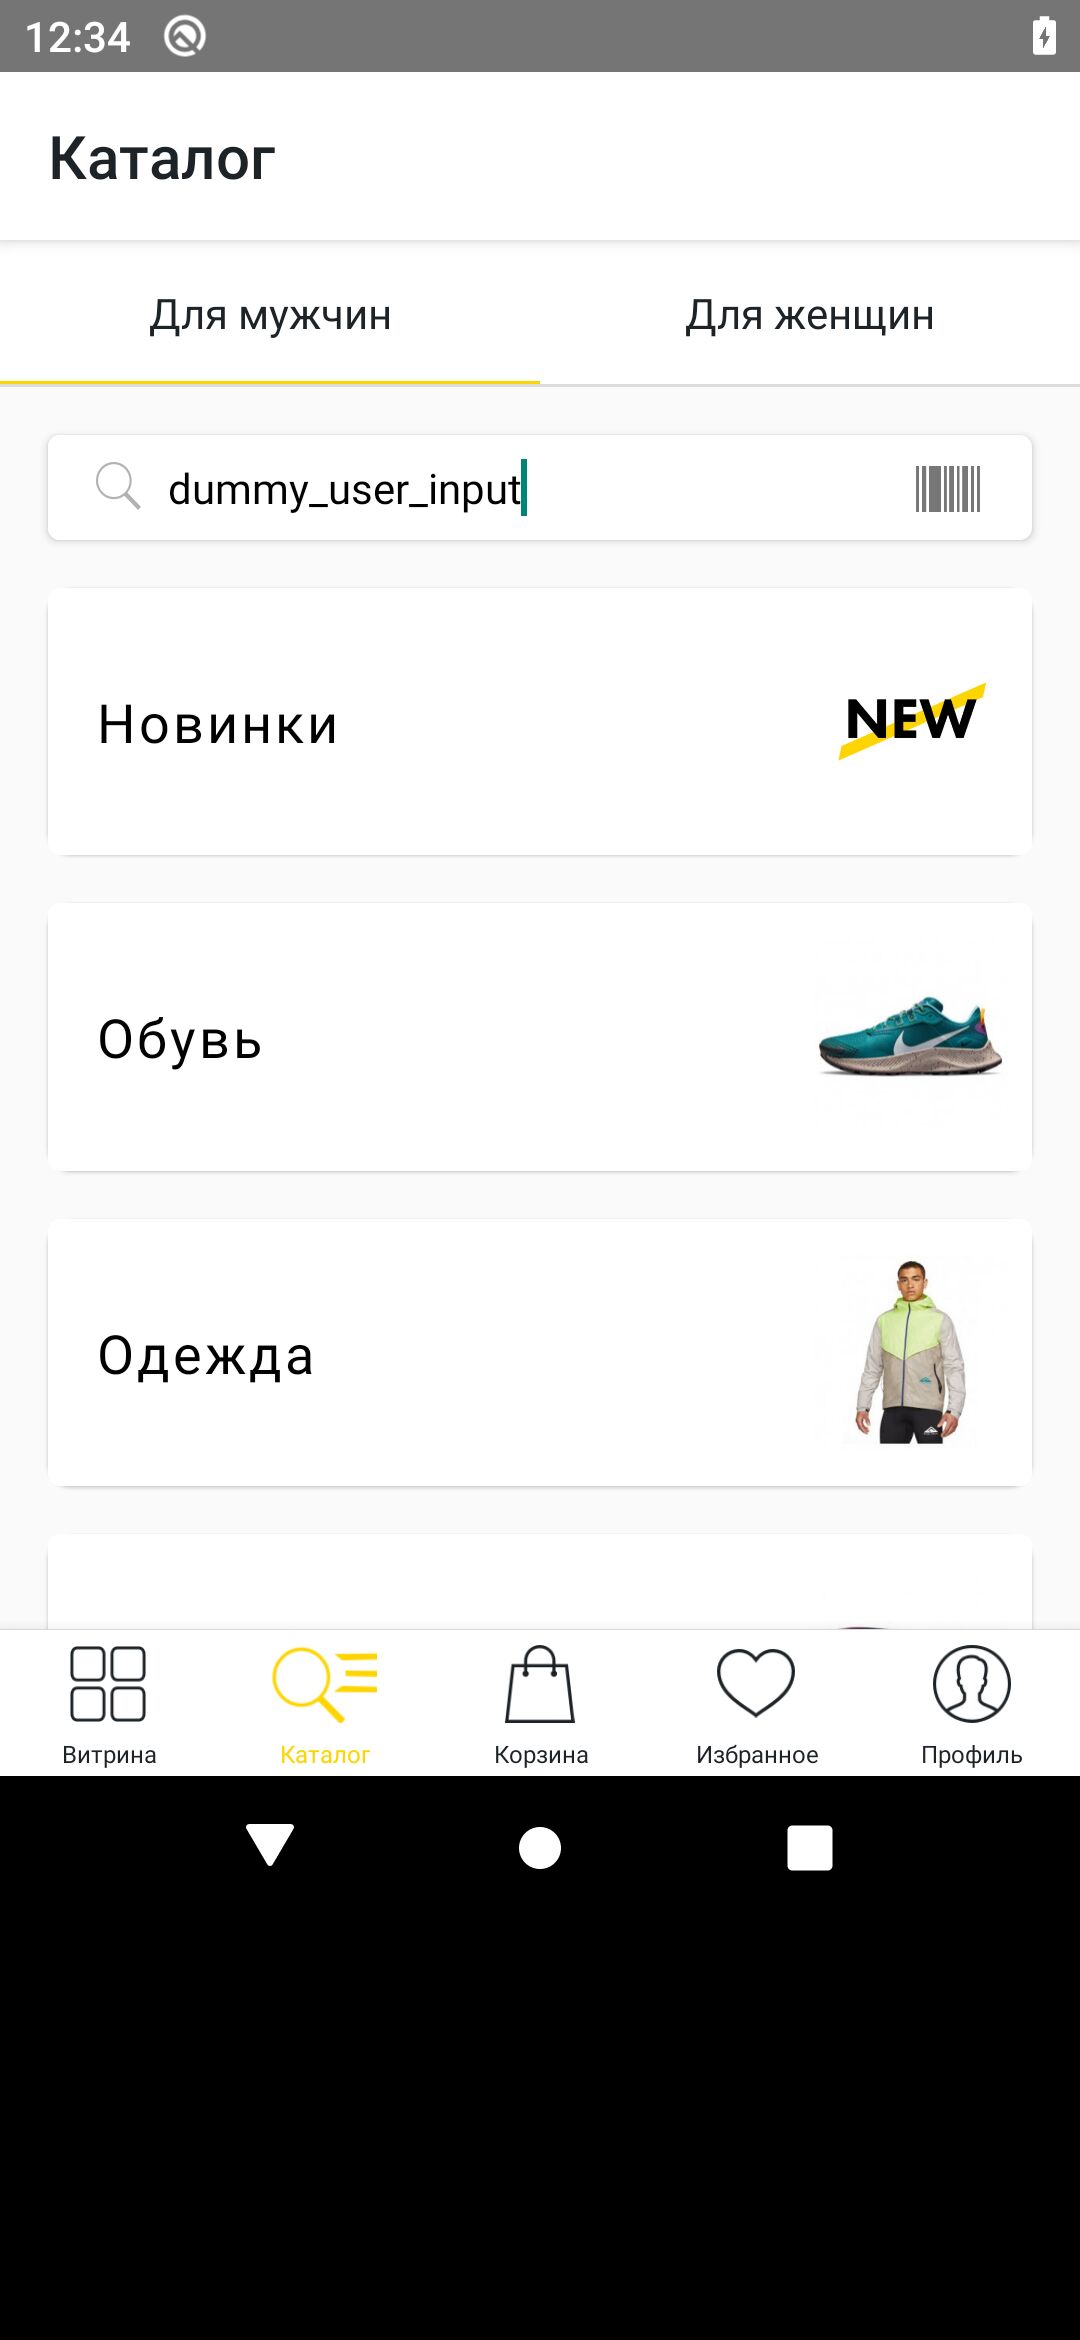 12:34
Каталог
Для мужчин
Для женщин
dummy_user_input
Новинки
NEW
Обувь
Одежда
Витрина
Каталог
Корзина
Избранное
Профиль